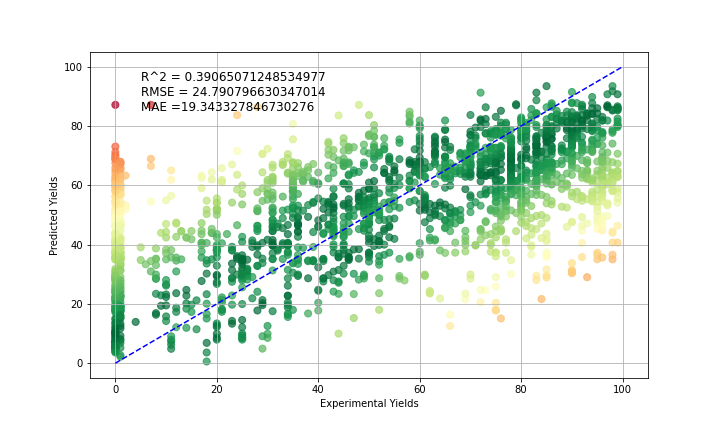 R^2 = 0.39065071248534977
RMSE = 24.790796630347014
MAE =19.343327846730276
Predicted Yields
100
80
60
40
20
0
0 20 40 60 80 100
Experimental Yields